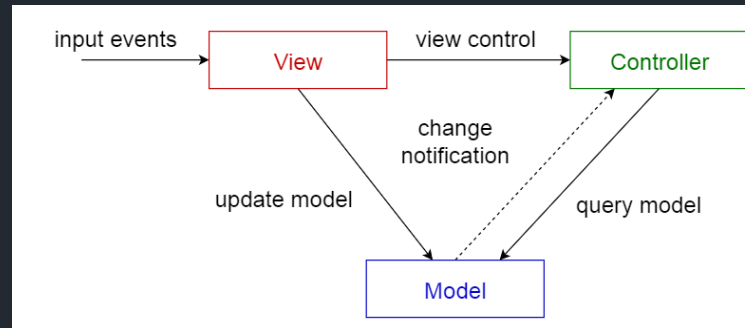 input events
View
view control
Controller
change
notification
update model
query model
Model